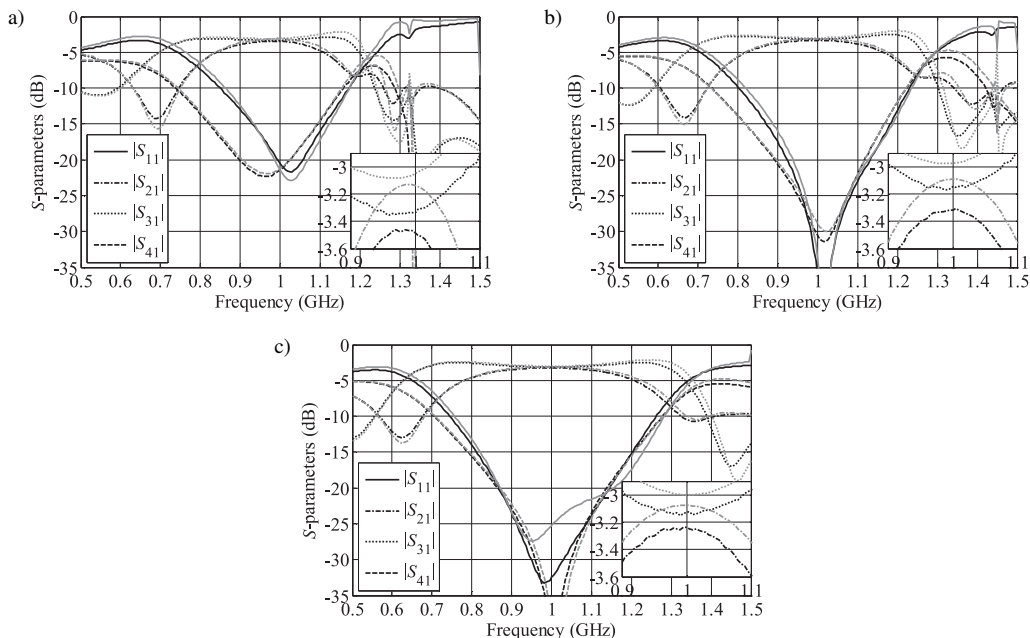 a)
0
-5
-10
-15
-20
-25
-30
-35
S-parameters (dB)
|S11|
|S21|
|S31|
|S41|
-3
-3.2
-3.4
-3.6
0.9 1 1.1
0.5 0.6 0.7 0.8 0.9 1 1.1 1.2 1.3 1.4 1.5
Frequency (GHz)
b)
0
-5
-10
-15
-20
-25
-30
-35
S-parameters (dB)
|S11|
|S21|
|S31|
|S41|
-3
-3.2
-3.4
-3.6
0.9 1 1.1
0.5 0.6 0.7 0.8 0.9 1 1.1 1.2 1.3 1.4 1.5
Frequency (GHz)
c)
0
-5
-10
-15
-20
-25
-30
-35
S-parameters (dB)
|S11|
|S21|
|S31|
|S41|
-3
-3.2
-3.4
-3.6
0.9 1 1.1
0.5 0.6 0.7 0.8 0.9 1 1.1 1.2 1.3 1.4 1.5
Frequency (GHz)